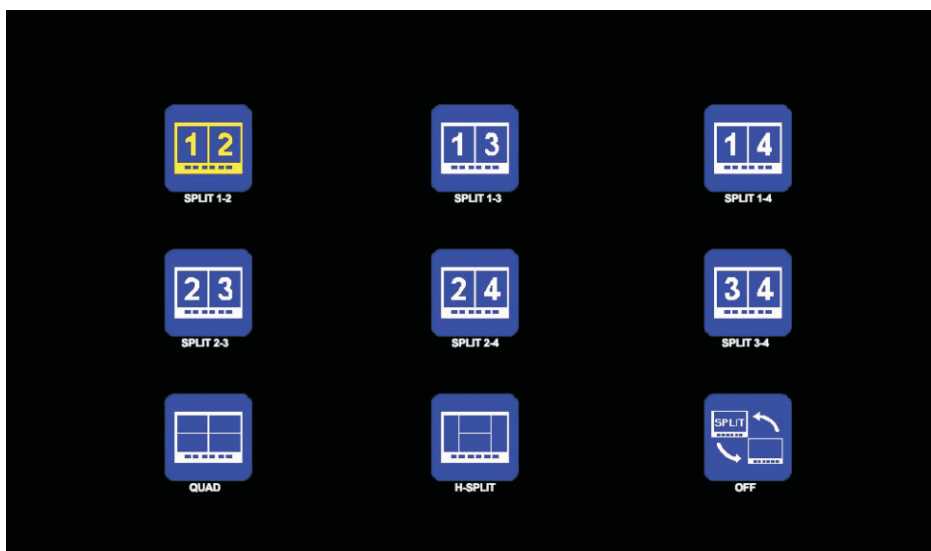 1 2
1 3
1 4
SPLIT 1-2
SPLIT 1-3
SPLIT 1-4
2 3
2 4
3 4
SPLIT 2-3
SPLIT 2-4
SPLIT 3-4
SPLIT
QUAD
H-SPLIT
OFF